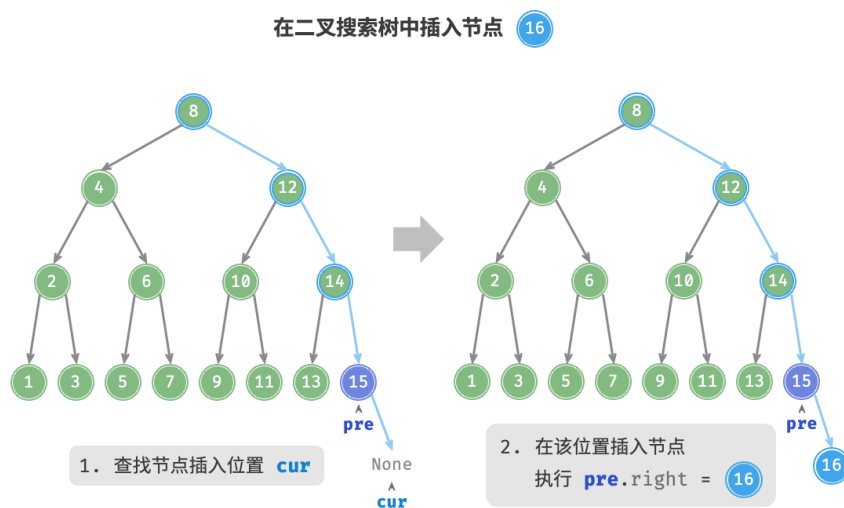 在二叉搜索树中插入节点 16
8
4 12
2 6 10 14
1 3 5 7 9 11 13 15
pre
None
cur
1. 查找节点插入位置 cur
8
4 12
2 6 10 14
1 3 5 7 9 11 13 15
pre
16
2. 在该位置插入节点
执行 pre.right = 16